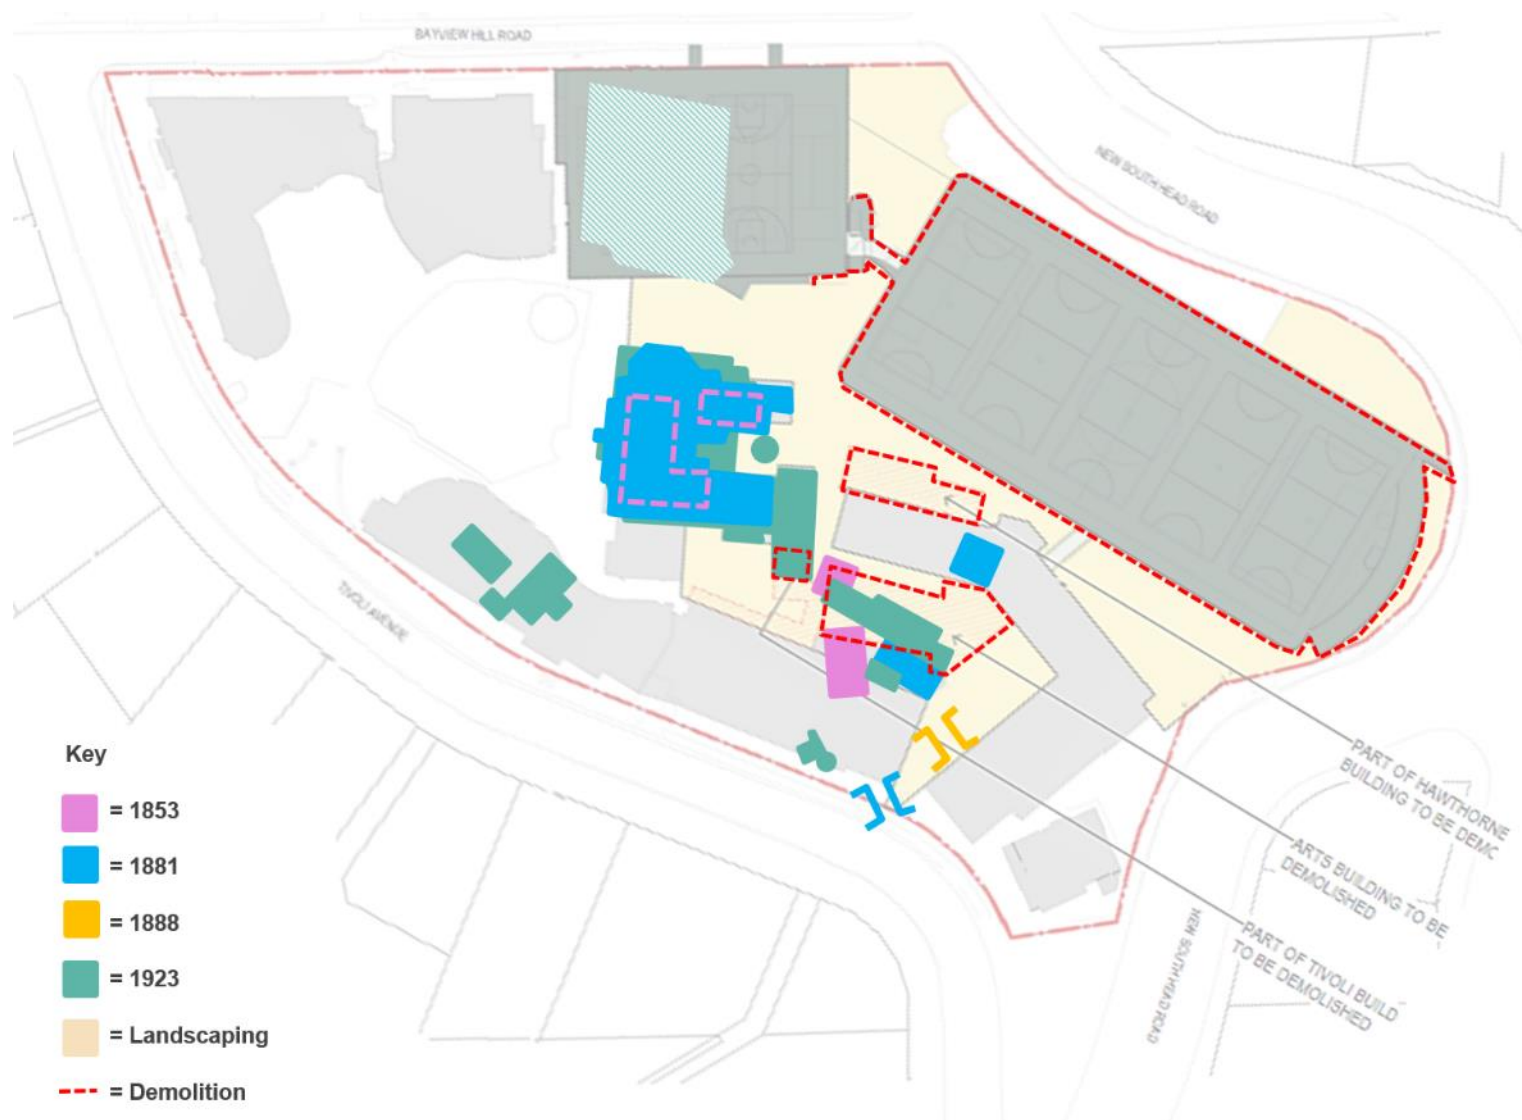 BAYVIEW HILL ROAD
NEW SOUTH HEAD ROAD
TIVOLI AVENUE
PART OF HAWTHORNE
BUILDING TO BE DEMC
ARTS BUILDING TO BE
DEMOLISHED
PART OF TIVOLI BUILD
TO BE DEMOLISHED
NEW SOUTH HEAD ROAD
Key
= 1853
= 1881
= 1888
= 1923
= Landscaping
= Demolition